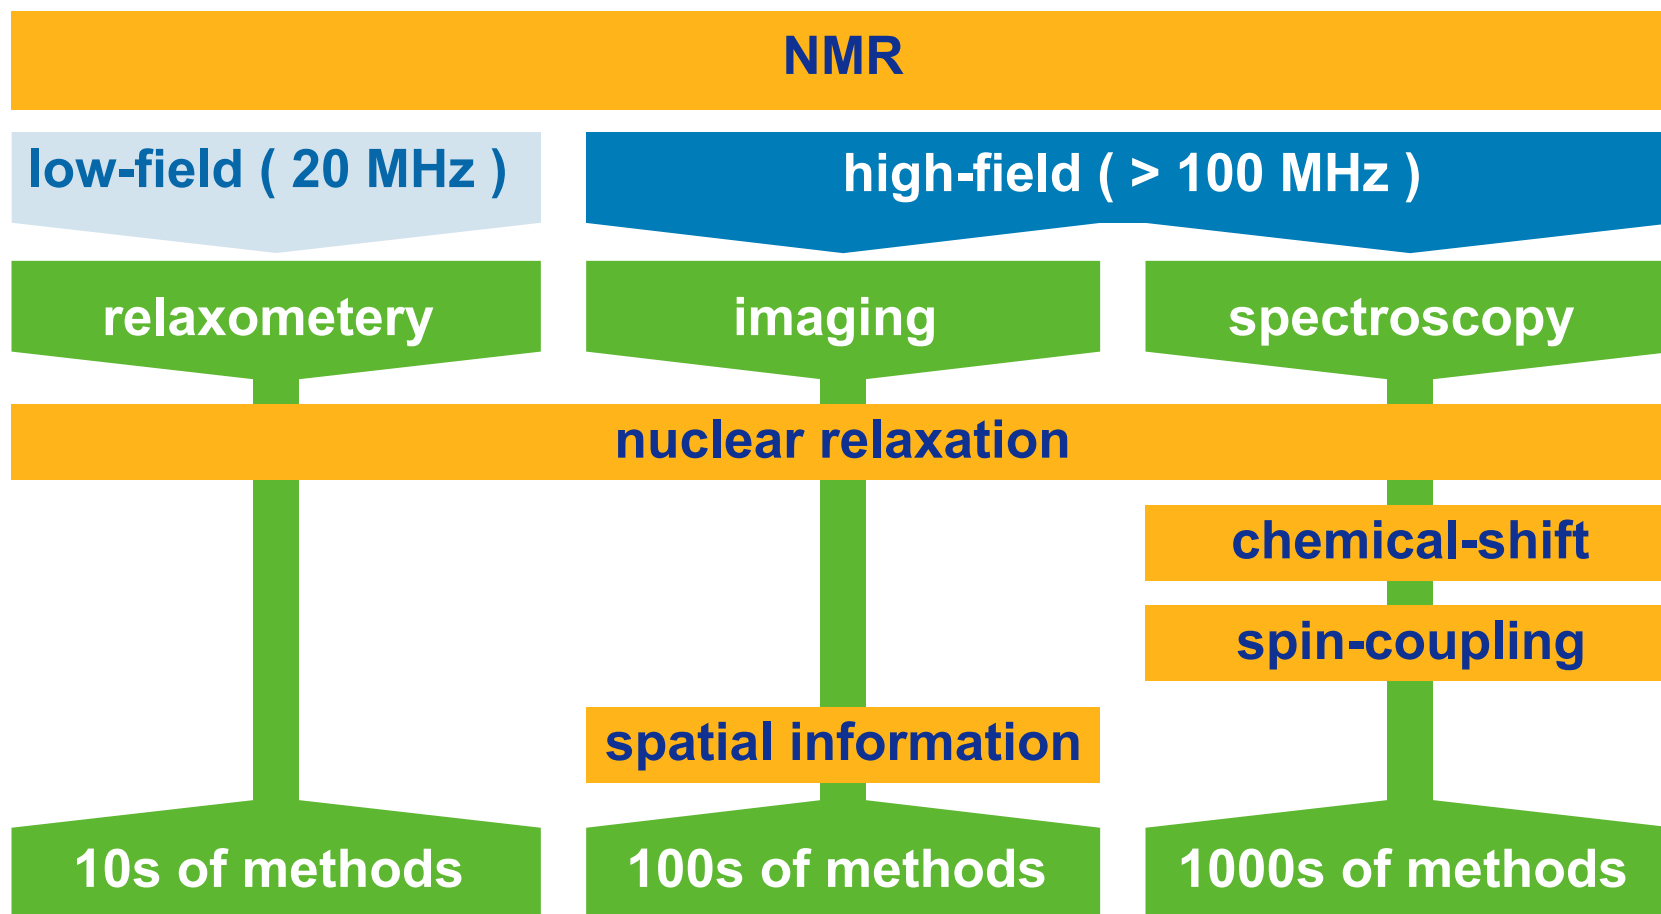 NMR
low-field ( 20 MHz )
high-field ( > 100 MHz )
relaxometery
imaging
spectroscopy
nuclear relaxation
chemical-shift
spin-coupling
spatial information
10s of methods
100s of methods
1000s of methods